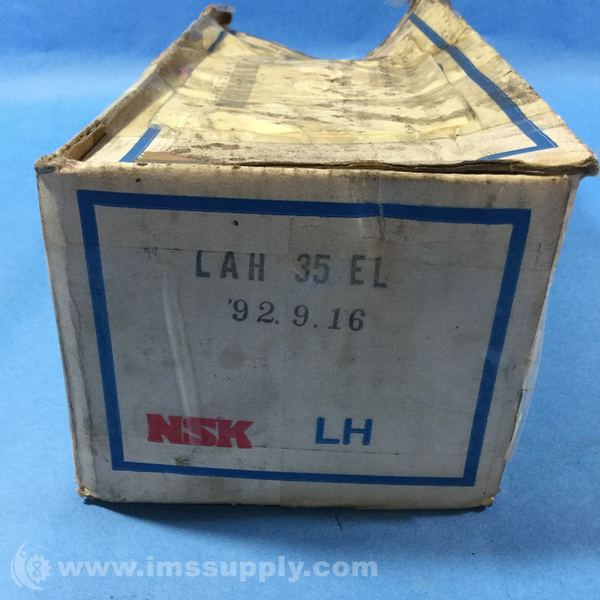 LAH 35 EL
'92.9.16
NSK LH
www.imssupply.com